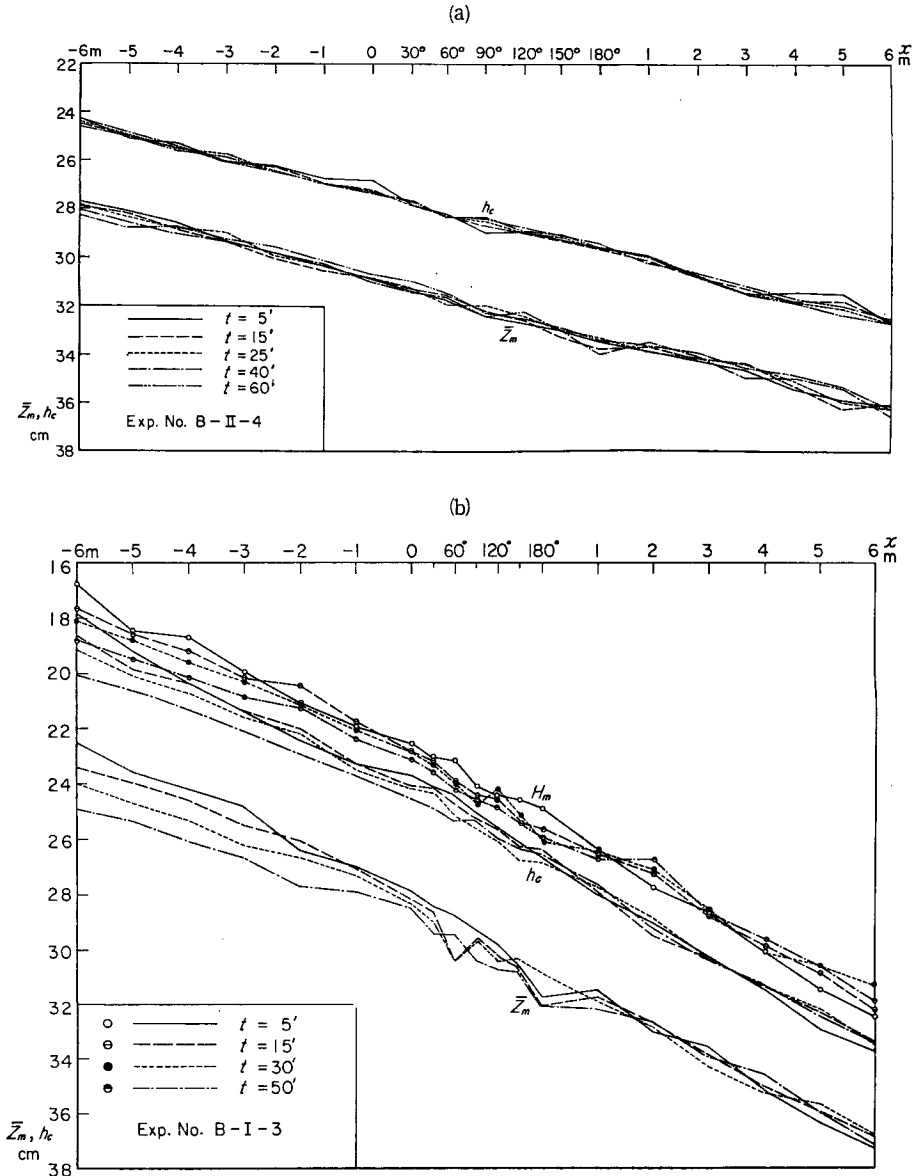 (a)
-6m -5 -4 -3 -2 -1 0 30° 60° 90° 120° 150° 180° 1 2 3 4 5 6 x m
22
24
26
28
30
32
34
36
38
h_c
Z̄_m
t = 5'
t = 15'
t = 25'
t = 40'
t = 60'
Exp. No. B-II-4
Z̄_m, h_c
cm
(b)
-6m -5 -4 -3 -2 -1 0 60° 120° 180° 1 2 3 4 5 6 x m
16
18
20
22
24
26
28
30
32
34
36
38
H_m
h_c
Z̄_m
t = 5'
t = 15'
t = 30'
t = 50'
Exp. No. B-I-3
Z̄_m, h_c
cm